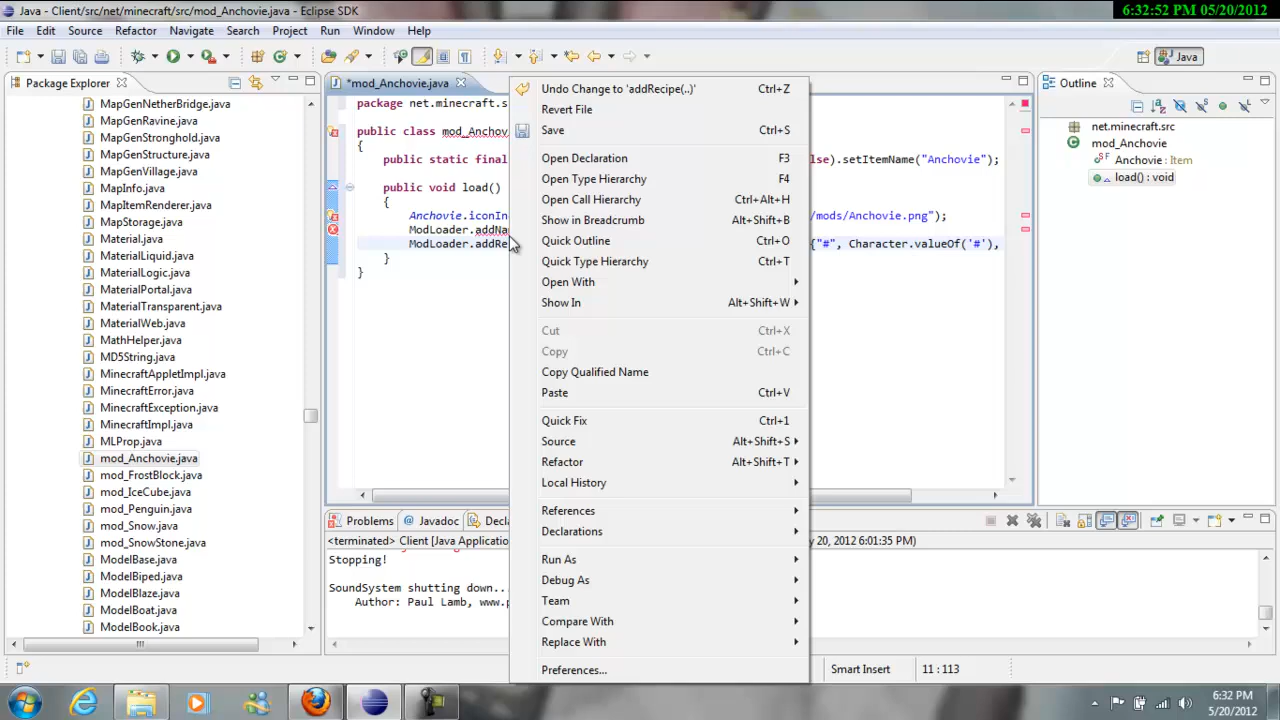 Java - Client/src/net/minecraft/src/mod_Anchovie.java - Eclipse SDK
6:32:52 PM 05/20/2012
File Edit Source Refactor Navigate Search Project Run Window Help
Java
Package Explorer
MapGenNetherBridge.java
MapGenRavine.java
MapGenStronghold.java
MapGenStructure.java
MapGenVillage.java
MapInfo.java
MapItemRenderer.java
MapStorage.java
Material.java
MaterialLiquid.java
MaterialLogic.java
MaterialPortal.java
MaterialTransparent.java
MaterialWeb.java
MathHelper.java
MD5String.java
MinecraftAppletImpl.java
MinecraftError.java
MinecraftException.java
MinecraftImpl.java
MLProp.java
mod_Anchovie.java
mod_FrostBlock.java
mod_IceCube.java
mod_Penguin.java
mod_Snow.java
mod_SnowStone.java
ModelBase.java
ModelBiped.java
ModelBlaze.java
ModelBoat.java
ModelBook.java
*mod_Anchovie.java
package net.minecraft.s
public class mod_Anchov
{
public static final lse).setItemName("Anchovie");
public void load()
{
Anchovie.iconIn /mods/Anchovie.png");
ModLoader.addNa
ModLoader.addRe {"#", Character.valueOf('#'),
}
}
Undo Change to 'addRecipe(..)' Ctrl+Z
Revert File
Save Ctrl+S
Open Declaration F3
Open Type Hierarchy F4
Open Call Hierarchy Ctrl+Alt+H
Show in Breadcrumb Alt+Shift+B
Quick Outline Ctrl+O
Quick Type Hierarchy Ctrl+T
Open With
Show In Alt+Shift+W
Cut Ctrl+X
Copy Ctrl+C
Copy Qualified Name
Paste Ctrl+V
Quick Fix Ctrl+1
Source Alt+Shift+S
Refactor Alt+Shift+T
Local History
References
Declarations
Run As
Debug As
Team
Compare With
Replace With
Preferences...
Outline
net.minecraft.src
mod_Anchovie
Anchovie : Item
load() : void
Problems Javadoc Decla
<terminated> Client [Java Applicatio y 20, 2012 6:01:35 PM)
Stopping!
SoundSystem shutting down...
Author: Paul Lamb, www.p
Smart Insert 11 : 113
6:32 PM
5/20/2012